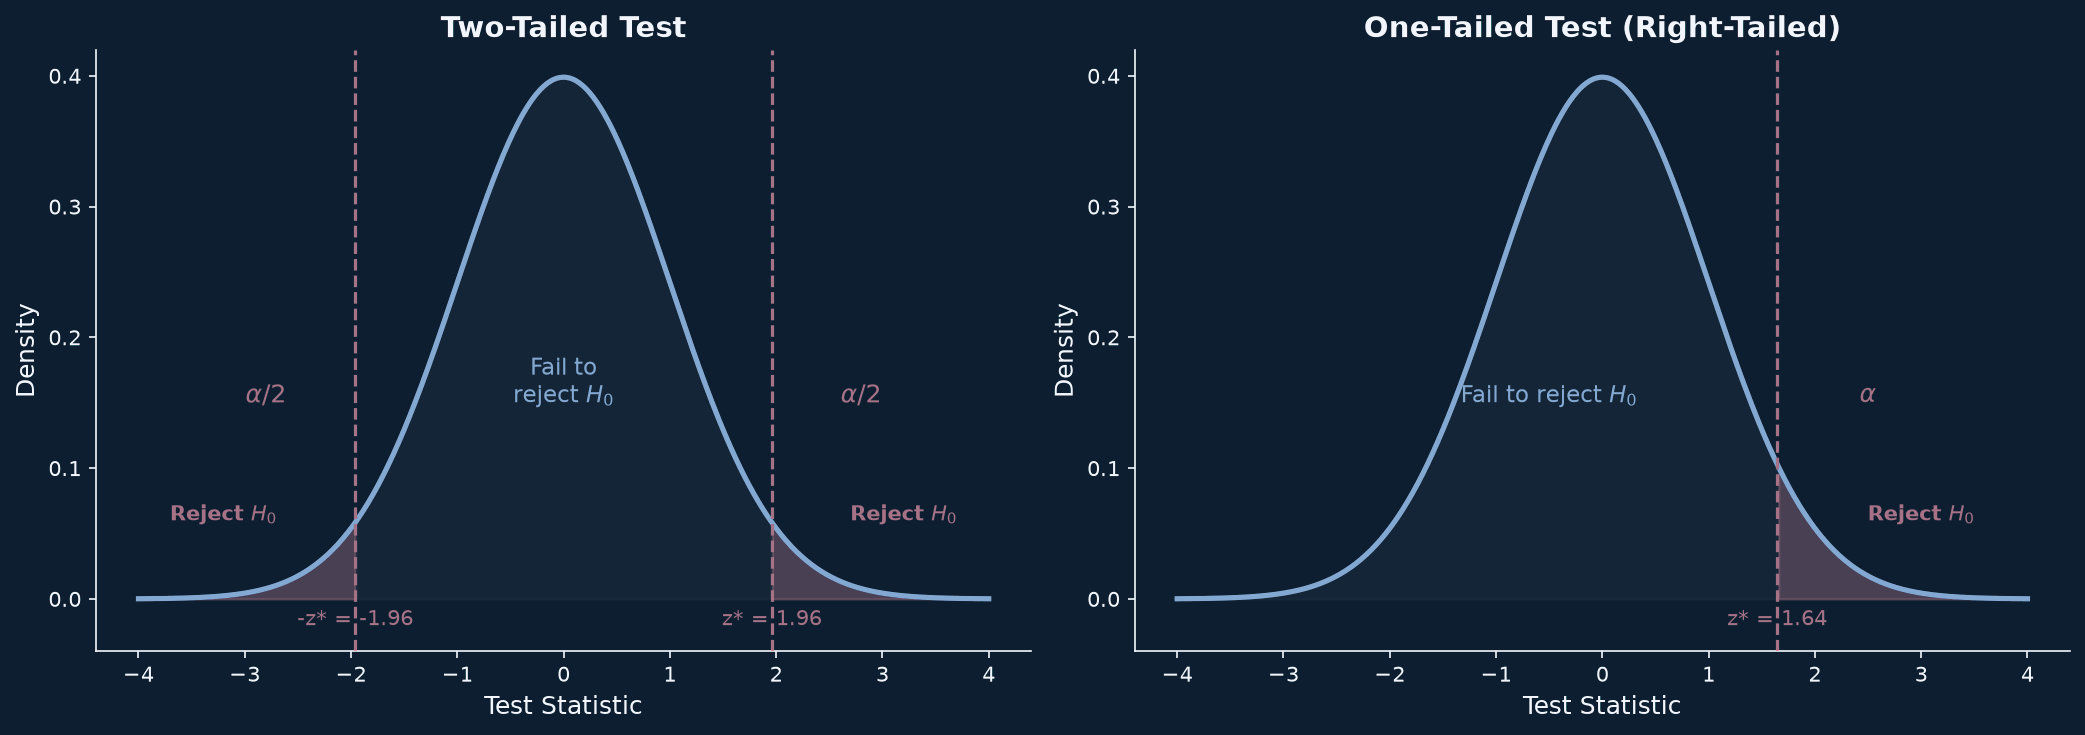 Two-Tailed Test
0.4
0.3
0.2
0.1
0.0
Density
α/2
Fail to
reject H₀
α/2
Reject H₀
Reject H₀
-z* = -1.96
z* = 1.96
−4 −3 −2 −1 0 1 2 3 4
Test Statistic
One-Tailed Test (Right-Tailed)
0.4
0.3
0.2
0.1
0.0
Density
Fail to reject H₀
α
Reject H₀
z* = 1.64
−4 −3 −2 −1 0 1 2 3 4
Test Statistic